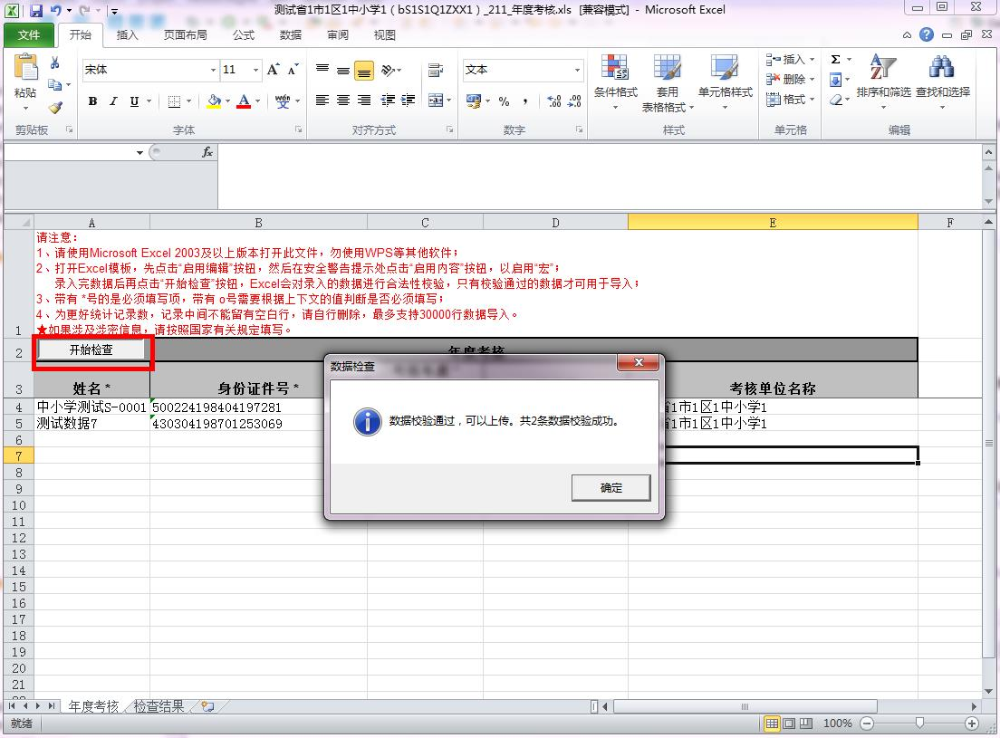 测试省1市1区1中小学1（bS1S1Q1ZXX1）_211_年度考核.xls [兼容模式] - Microsoft Excel
文件 开始 插入 页面布局 公式 数据 审阅 视图
宋体 11 文本
粘贴
B I U 变 wén A A A % ,
条件格式 套用 表格格式 单元格样式
插入 删除 格式
Σ 排序和筛选 查找和选择
剪贴板 字体 对齐方式 数字 样式 单元格 编辑
fx
A B C D E F
请注意：
1、请使用Microsoft Excel 2003及以上版本打开此文件，勿使用WPS等其他软件；
2、打开Excel模板，先点击“启用编辑”按钮，然后在安全警告提示处点击“启用内容”按钮，以启用“宏”；
录入完数据后再点击“开始检查”按钮，Excel会对录入的数据进行合法性校验，只有校验通过的数据才可用于导入；
3、带有 *号的是必须填写项，带有 o号需要根据上下文的值判断是否必须填写；
4、为更好统计记录数，记录中间不能留有空白行，请自行删除，最多支持30000行数据导入。
1 ★如果涉及涉密信息，请按照国家有关规定填写。
2 开始检查 年度考核
数据检查
3 姓名 * 身份证件号 * 考核单位名称
4 中小学测试S-0001 500224198404197281 省1市1区1中小学1
5 测试数据7 430304198701253069 省1市1区1中小学1
数据校验通过，可以上传。共2条数据校验成功。
确定
6
7
8
9
10
11
12
13
14
15
16
17
18
19
20
21
年度考核 检查结果
就绪 100%